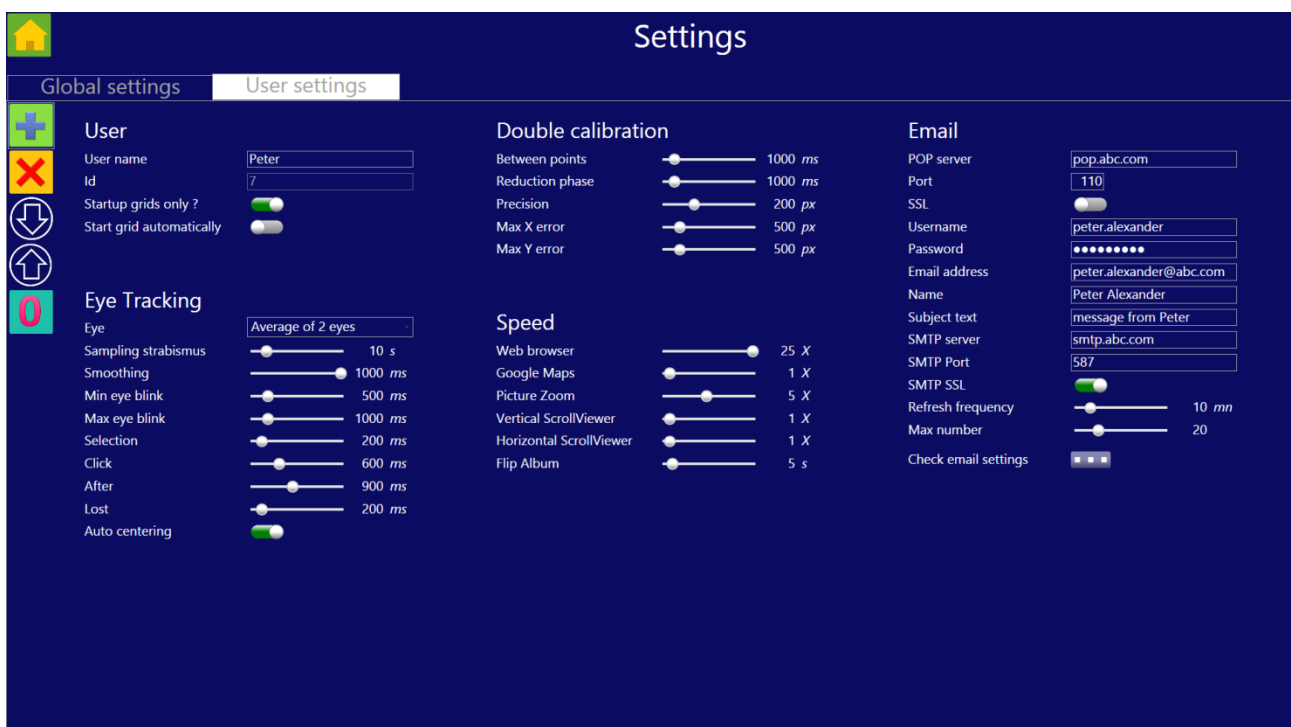 Settings
Global settings
User settings
User
User name Peter
Id 7
Startup grids only ?
Start grid automatically
Eye Tracking
Eye Average of 2 eyes
Sampling strabismus 10 s
Smoothing 1000 ms
Min eye blink 500 ms
Max eye blink 1000 ms
Selection 200 ms
Click 600 ms
After 900 ms
Lost 200 ms
Auto centering
Double calibration
Between points 1000 ms
Reduction phase 1000 ms
Precision 200 px
Max X error 500 px
Max Y error 500 px
Speed
Web browser 25 X
Google Maps 1 X
Picture Zoom 5 X
Vertical ScrollViewer 1 X
Horizontal ScrollViewer 1 X
Flip Album 5 s
Email
POP server pop.abc.com
Port 110
SSL
Username peter.alexander
Password •••••••••
Email address peter.alexander@abc.com
Name Peter Alexander
Subject text message from Peter
SMTP server smtp.abc.com
SMTP Port 587
SMTP SSL
Refresh frequency 10 mn
Max number 20
Check email settings
0